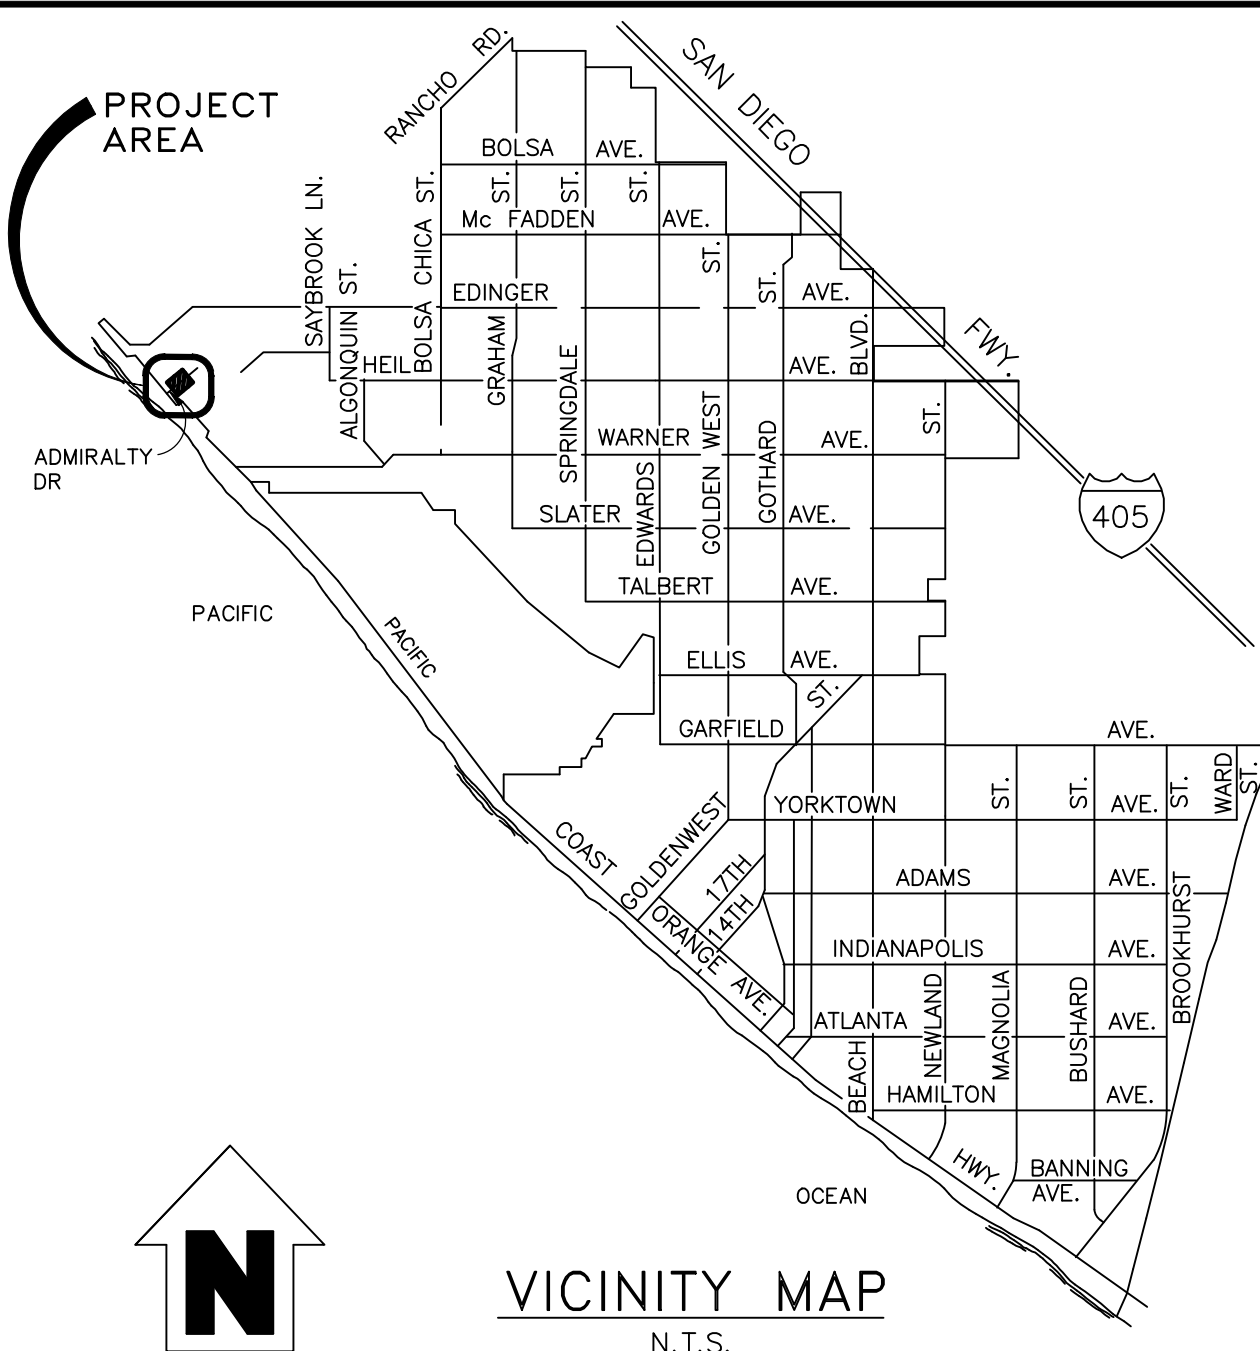 PROJECT
AREA
RANCHO RD.
SAN DIEGO
FWY.
405
BOLSA AVE.
Mc FADDEN AVE.
EDINGER AVE.
HEIL AVE.
WARNER AVE.
SLATER AVE.
TALBERT AVE.
ELLIS AVE.
GARFIELD AVE.
YORKTOWN AVE.
ADAMS AVE.
INDIANAPOLIS AVE.
ATLANTA AVE.
HAMILTON AVE.
BANNING
AVE.
SAYBROOK LN.
ALGONQUIN ST.
BOLSA CHICA ST.
GRAHAM ST.
SPRINGDALE ST.
EDWARDS ST.
GOLDEN WEST ST.
GOTHARD ST.
BEACH BLVD.
NEWLAND ST.
MAGNOLIA ST.
BUSHARD ST.
BROOKHURST ST.
WARD ST.
ST.
GOLDENWEST
17TH
14TH
ORANGE AVE.
ADMIRALTY
DR
PACIFIC
OCEAN
PACIFIC COAST HWY.
N
VICINITY MAP
N.T.S.